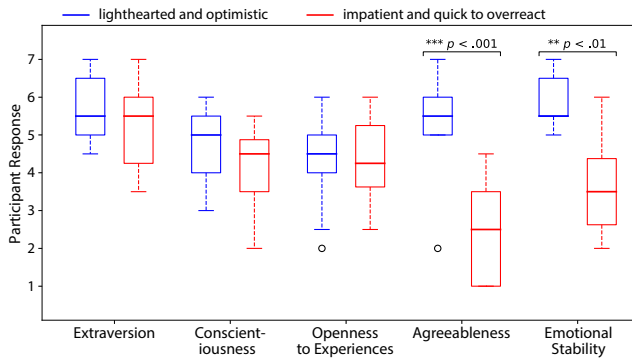 lighthearted and optimistic
impatient and quick to overreact
*** p < .001
** p < .01
Participant Response
7
6
5
4
3
2
1
Extraversion
Conscient-
iousness
Openness
to Experiences
Agreeableness
Emotional
Stability